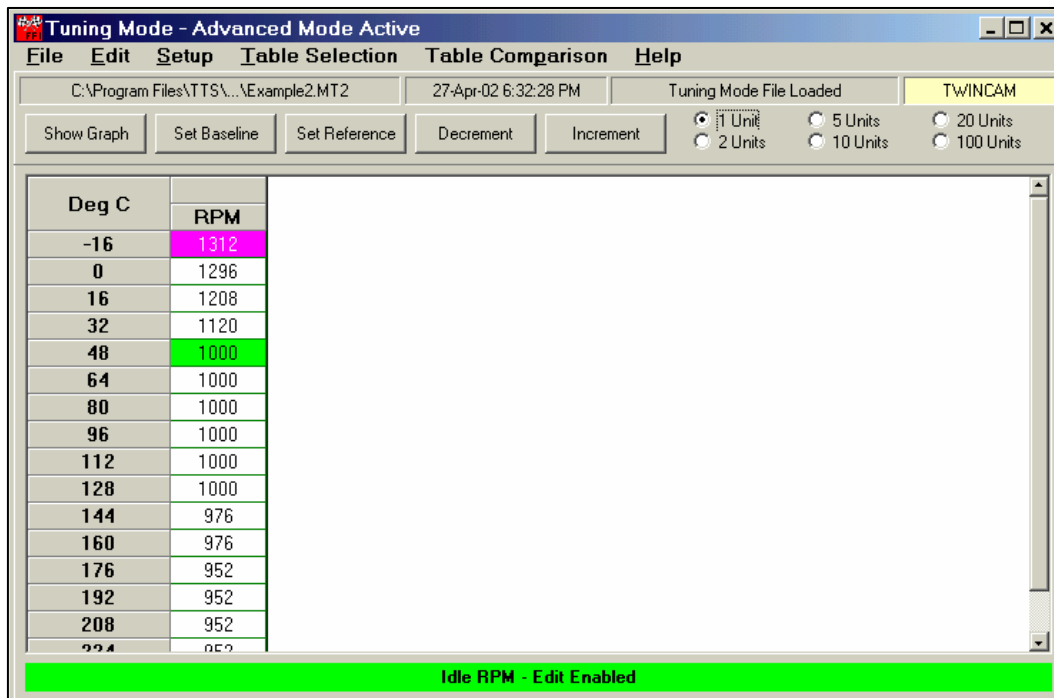 Tuning Mode - Advanced Mode Active
File Edit Setup Table Selection Table Comparison Help
C:\Program Files\TTS\...\Example2.MT2 27-Apr-02 6:32:28 PM Tuning Mode File Loaded TWINCAM
Show Graph Set Baseline Set Reference Decrement Increment 1 Unit 5 Units 20 Units
2 Units 10 Units 100 Units
Deg C RPM
-16 1312
0 1296
16 1208
32 1120
48 1000
64 1000
80 1000
96 1000
112 1000
128 1000
144 976
160 976
176 952
192 952
208 952
224 952
Idle RPM - Edit Enabled